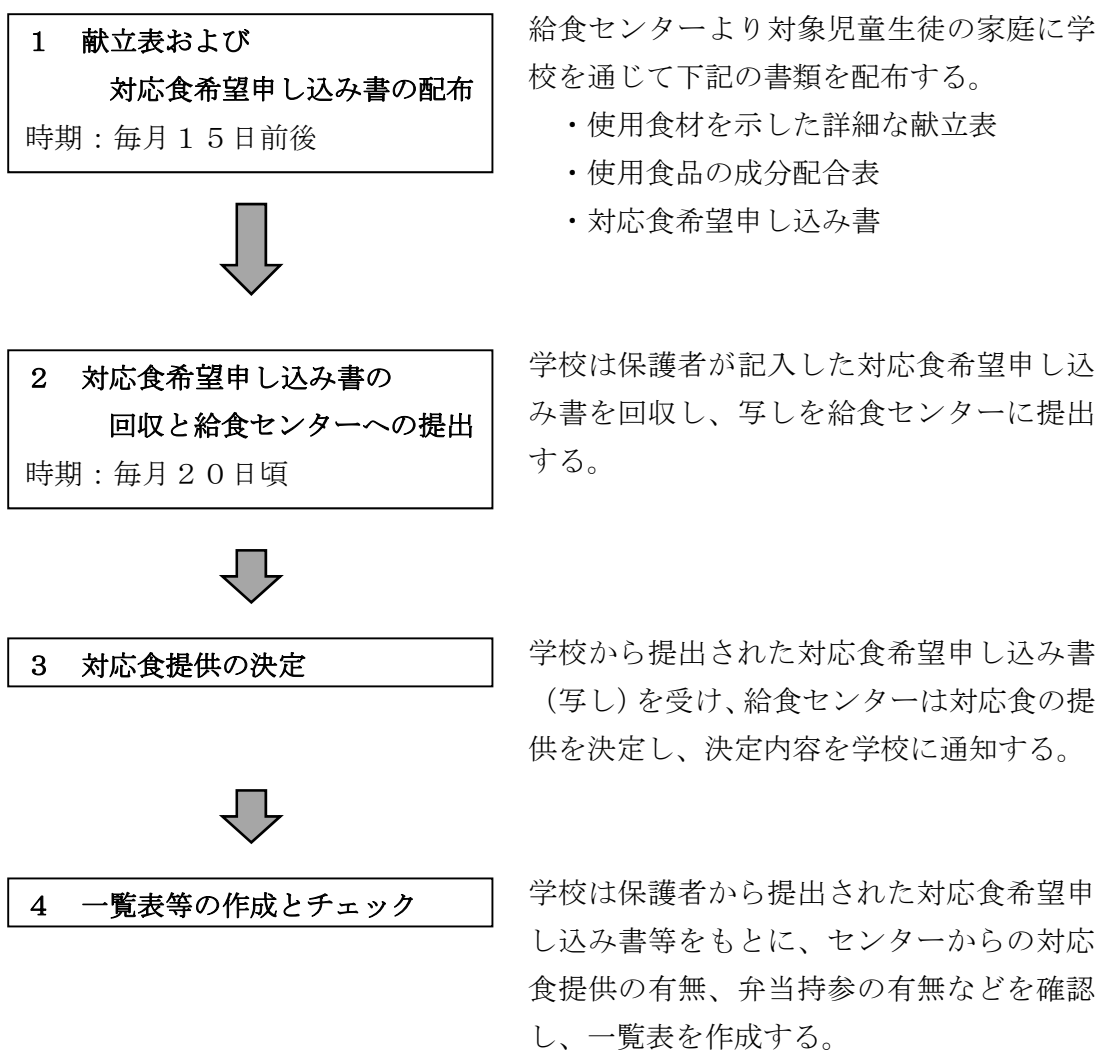 1 献立表および
対応食希望申し込み書の配布
時期：毎月１５日前後
給食センターより対象児童生徒の家庭に学
校を通じて下記の書類を配布する。
・使用食材を示した詳細な献立表
・使用食品の成分配合表
・対応食希望申し込み書
2 対応食希望申し込み書の
回収と給食センターへの提出
時期：毎月２０日頃
学校は保護者が記入した対応食希望申し込
み書を回収し、写しを給食センターに提出
する。
3 対応食提供の決定
学校から提出された対応食希望申し込み書
（写し）を受け、給食センターは対応食の提
供を決定し、決定内容を学校に通知する。
4 一覧表等の作成とチェック
学校は保護者から提出された対応食希望申
し込み書等をもとに、センターからの対応
食提供の有無、弁当持参の有無などを確認
し、一覧表を作成する。